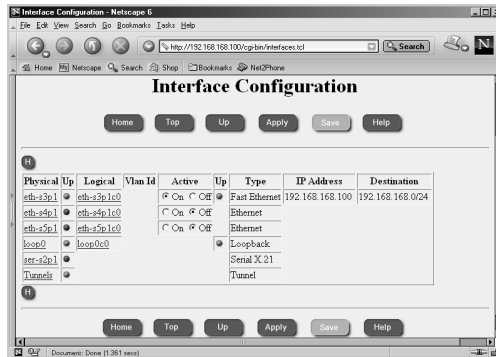 Interface Configuration - Netscape 6
File Edit View Search Go Bookmarks Tasks Help
http://192.168.168.100/cgi-bin/interfaces.tcl
Search
N
Home My Netscape Search Shop Bookmarks Net2Phone
Interface Configuration
Home Top Up Apply Save Help
H
Physical Up Logical Vlan Id Active Up Type IP Address Destination
eth-s3p1 eth-s3p1c0 On Off Fast Ethernet 192.168.168.100 192.168.168.0/24
eth-s4p1 eth-s4p1c0 On Off Ethernet
eth-s5p1 eth-s5p1c0 On Off Ethernet
loop0 loop0c0 Loopback
ser-s2p1 Serial X.21
Tunnels Tunnel
H
Home Top Up Apply Save Help
Document: Done (1.361 secs)